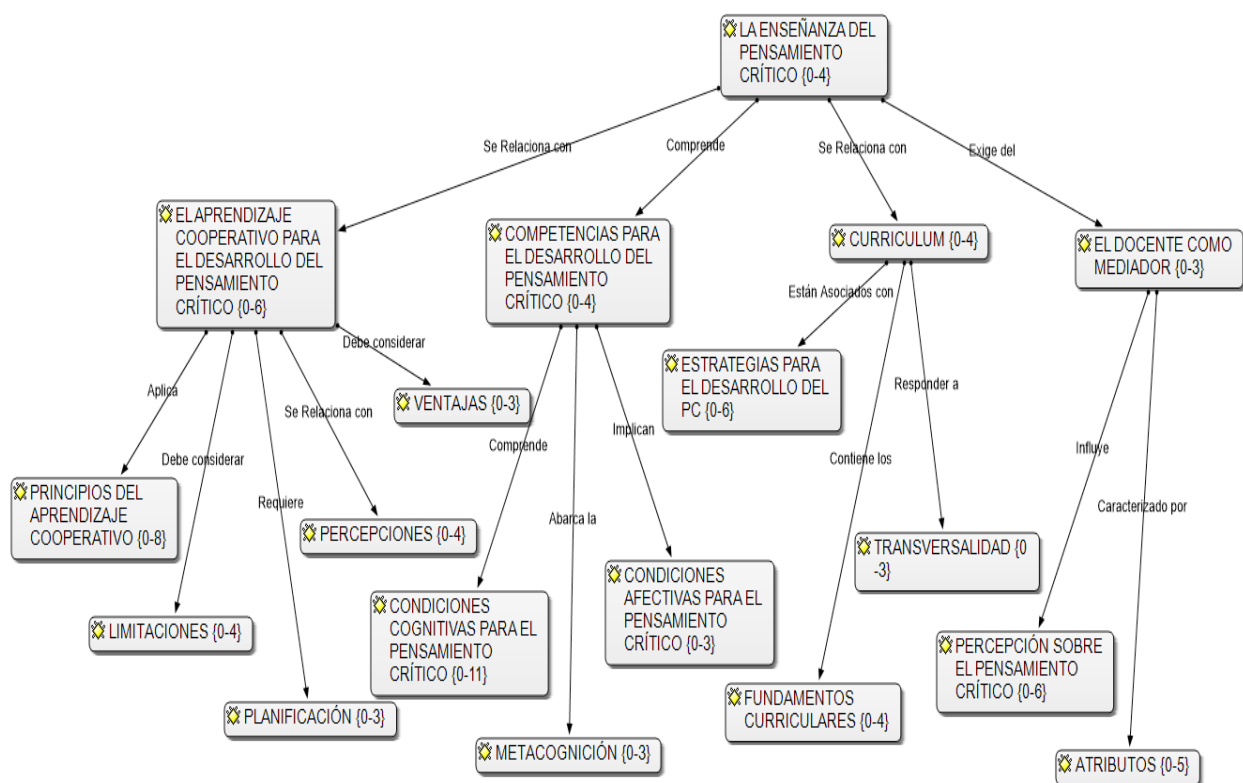 LA ENSEÑANZA DEL
PENSAMIENTO
CRÍTICO {0-4}
Se Relaciona con
Comprende
Se Relaciona con
Exige del
EL APRENDIZAJE
COOPERATIVO PARA
EL DESARROLLO DEL
PENSAMIENTO
CRÍTICO {0-6}
COMPETENCIAS PARA
EL DESARROLLO DEL
PENSAMIENTO
CRÍTICO {0-4}
CURRICULUM {0-4}
EL DOCENTE COMO
MEDIADOR {0-3}
Están Asociados con
Debe considerar
ESTRATEGIAS PARA
EL DESARROLLO DEL
PC {0-6}
Responder a
Aplica
VENTAJAS {0-3}
Se Relaciona con
Comprende
Implican
Influye
Debe considerar
Contiene los
Requiere
Abarca la
Caracterizado por
PRINCIPIOS DEL
APRENDIZAJE
COOPERATIVO {0-8}
PERCEPCIONES {0-4}
TRANSVERSALIDAD {0
-3}
CONDICIONES
AFECTIVAS PARA EL
PENSAMIENTO
CRÍTICO {0-3}
CONDICIONES
COGNITIVAS PARA EL
PENSAMIENTO
CRÍTICO {0-11}
LIMITACIONES {0-4}
PERCEPCIÓN SOBRE
EL PENSAMIENTO
CRÍTICO {0-6}
FUNDAMENTOS
CURRICULARES {0-4}
PLANIFICACIÓN {0-3}
METACOGNICIÓN {0-3}
ATRIBUTOS {0-5}